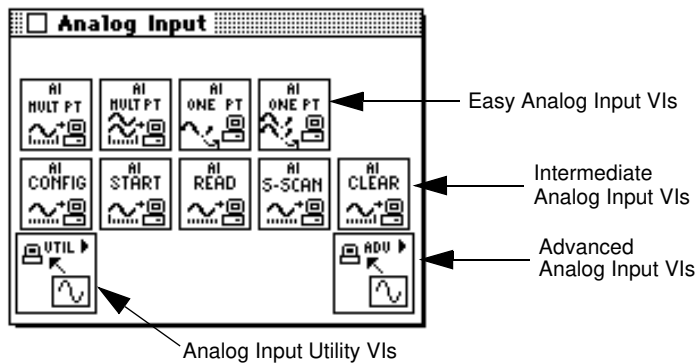 Analog Input
AI MULT PT
AI MULT PT
AI ONE PT
AI ONE PT
Easy Analog Input VIs
AI CONFIG
AI START
AI READ
AI S-SCAN
AI CLEAR
Intermediate
Analog Input VIs
UTIL
ADV
Advanced
Analog Input VIs
Analog Input Utility VIs